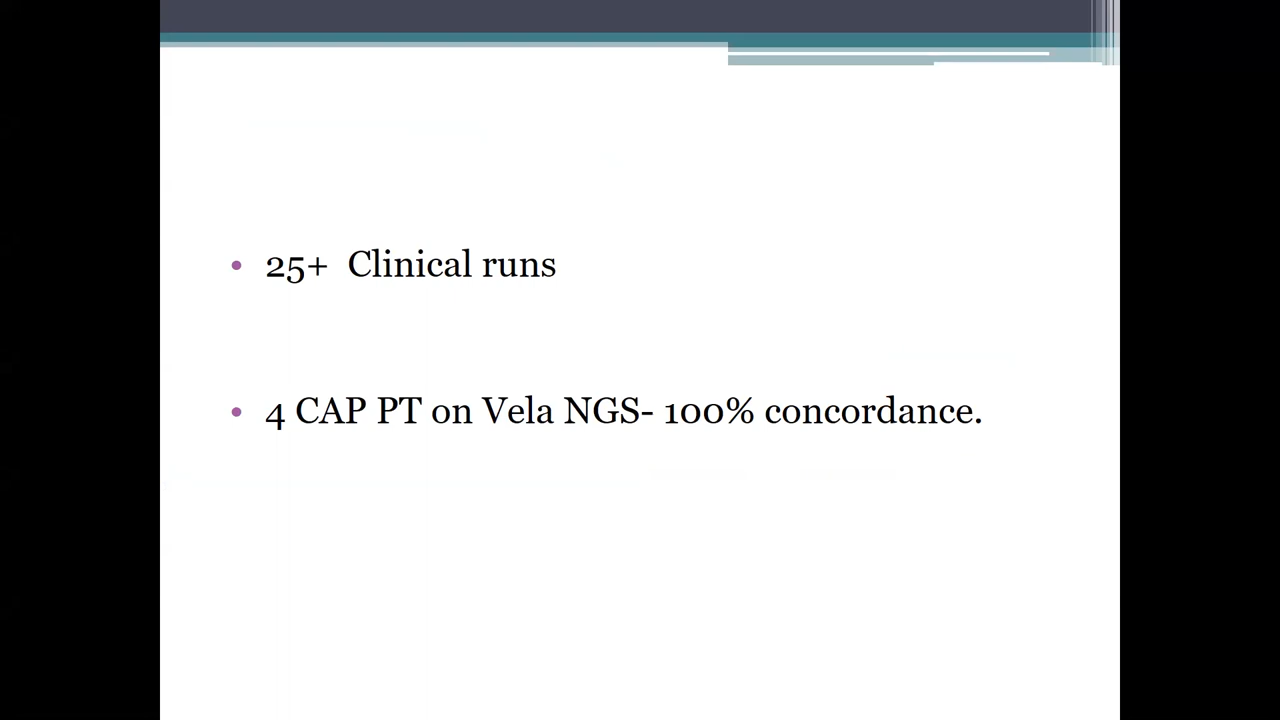 • 25+  Clinical runs
• 4 CAP PT on Vela NGS- 100% concordance.